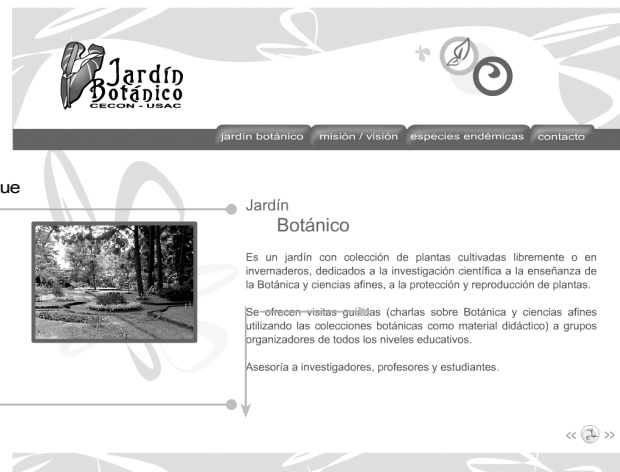 Jardín
Botánico
CECON - USAC
jardín botánico
misión / visión
especies endémicas
contacto
ue
Jardín
Botánico
Es un jardín con colección de plantas cultivadas libremente o en
invernaderos, dedicados a la investigación científica a la enseñanza de
la Botánica y ciencias afines, a la protección y reproducción de plantas.
Se ofrecen visitas guiadas (charlas sobre Botánica y ciencias afines
utilizando las colecciones botánicas como material didáctico) a grupos
organizadores de todos los niveles educativos.
Asesoría a investigadores, profesores y estudiantes.
<< >>